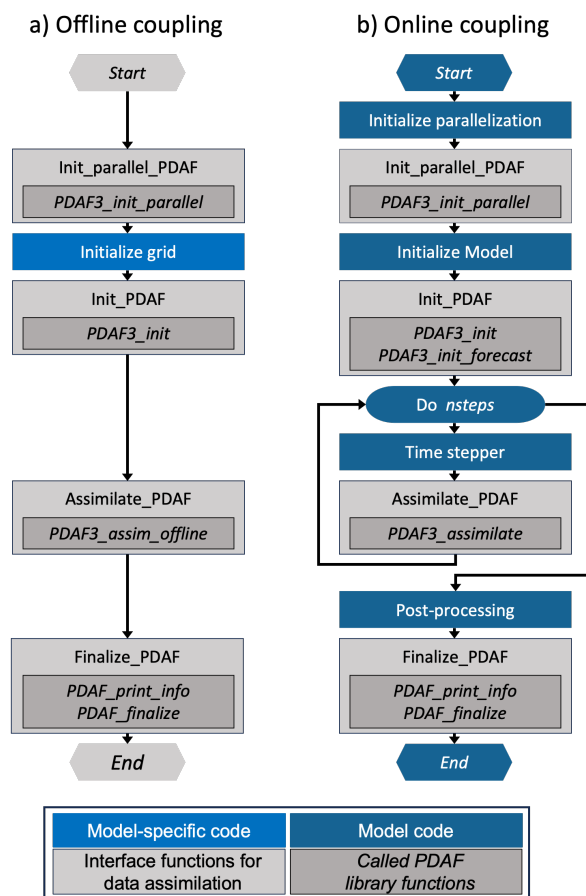 a) Offline coupling
Start
Init_parallel_PDAF
PDAF3_init_parallel
Initialize grid
Init_PDAF
PDAF3_init
Assimilate_PDAF
PDAF3_assim_offline
Finalize_PDAF
PDAF_print_info
PDAF_finalize
End
b) Online coupling
Start
Initialize parallelization
Init_parallel_PDAF
PDAF3_init_parallel
Initialize Model
Init_PDAF
PDAF3_init
PDAF3_init_forecast
Do nsteps
Time stepper
Assimilate_PDAF
PDAF3_assimilate
Post-processing
Finalize_PDAF
PDAF_print_info
PDAF_finalize
End
Model-specific code
Model code
Interface functions for
data assimilation
Called PDAF
library functions